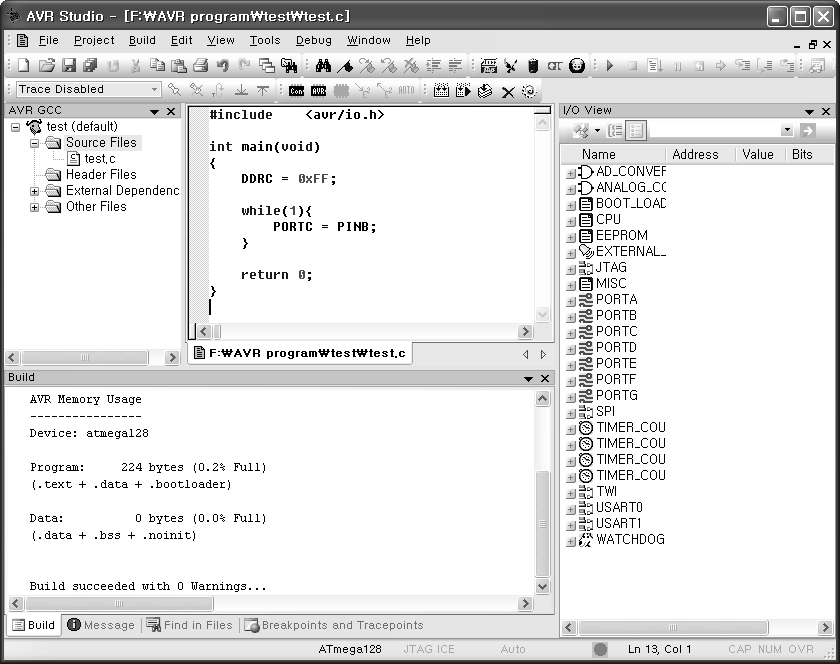 AVR Studio - [F:₩AVR program₩test₩test.c]
File Project Build Edit View Tools Debug Window Help
Trace Disabled
Con AVR AUTO
AVR GCC
test (default)
Source Files
test.c
Header Files
External Dependenc
Other Files
#include <avr/io.h>
int main(void)
{
DDRC = 0xFF;
while(1){
PORTC = PINB;
}
return 0;
}
F:₩AVR program₩test₩test.c
I/O View
Name Address Value Bits
AD_CONVER
ANALOG_CO
BOOT_LOAD
CPU
EEPROM
EXTERNAL_
JTAG
MISC
PORTA
PORTB
PORTC
PORTD
PORTE
PORTF
PORTG
SPI
TIMER_COU
TIMER_COU
TIMER_COU
TIMER_COU
TWI
USART0
USART1
WATCHDOG
Build
AVR Memory Usage
----------------
Device: atmega128
Program: 224 bytes (0.2% Full)
(.text + .data + .bootloader)
Data: 0 bytes (0.0% Full)
(.data + .bss + .noinit)
Build succeeded with 0 Warnings...
Build Message Find in Files Breakpoints and Tracepoints
ATmega128 JTAG ICE Auto Ln 13, Col 1 CAP NUM OVR